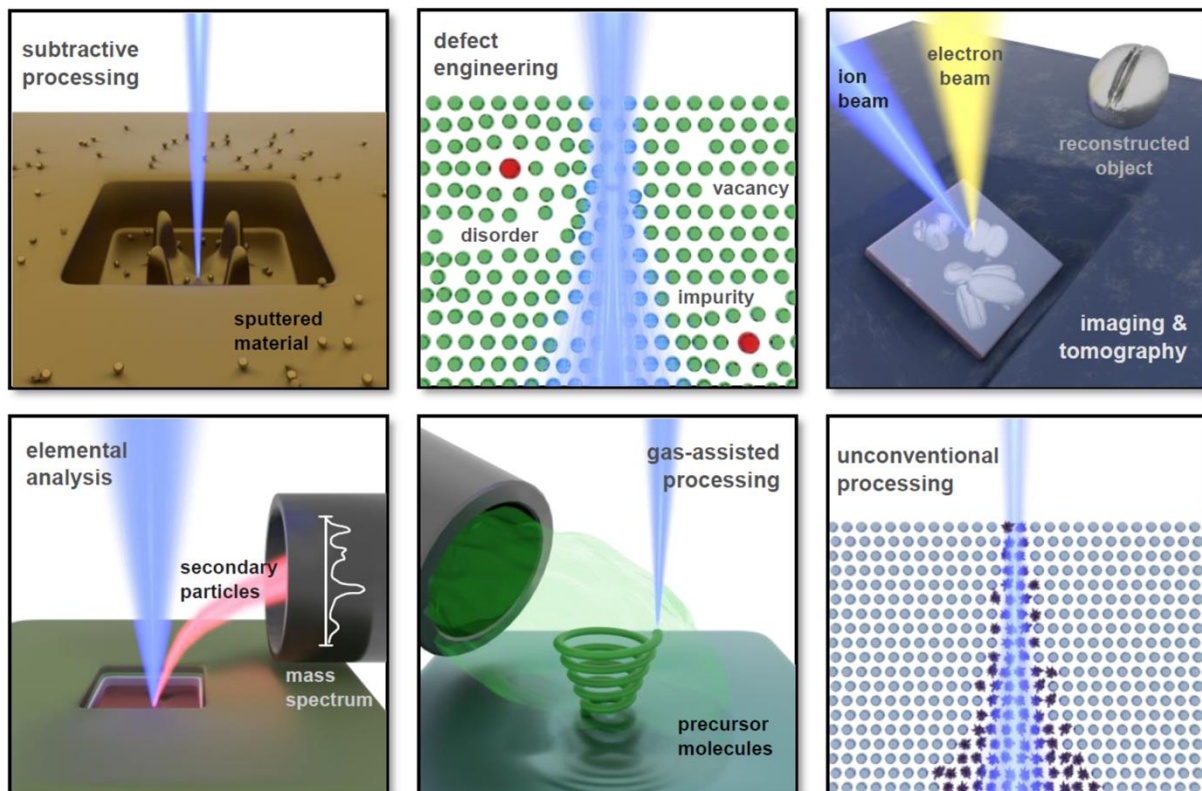 subtractive
processing
sputtered
material
defect
engineering
vacancy
disorder
impurity
electron
beam
ion
beam
reconstructed
object
imaging &
tomography
elemental
analysis
secondary
particles
mass
spectrum
gas-assisted
processing
precursor
molecules
unconventional
processing